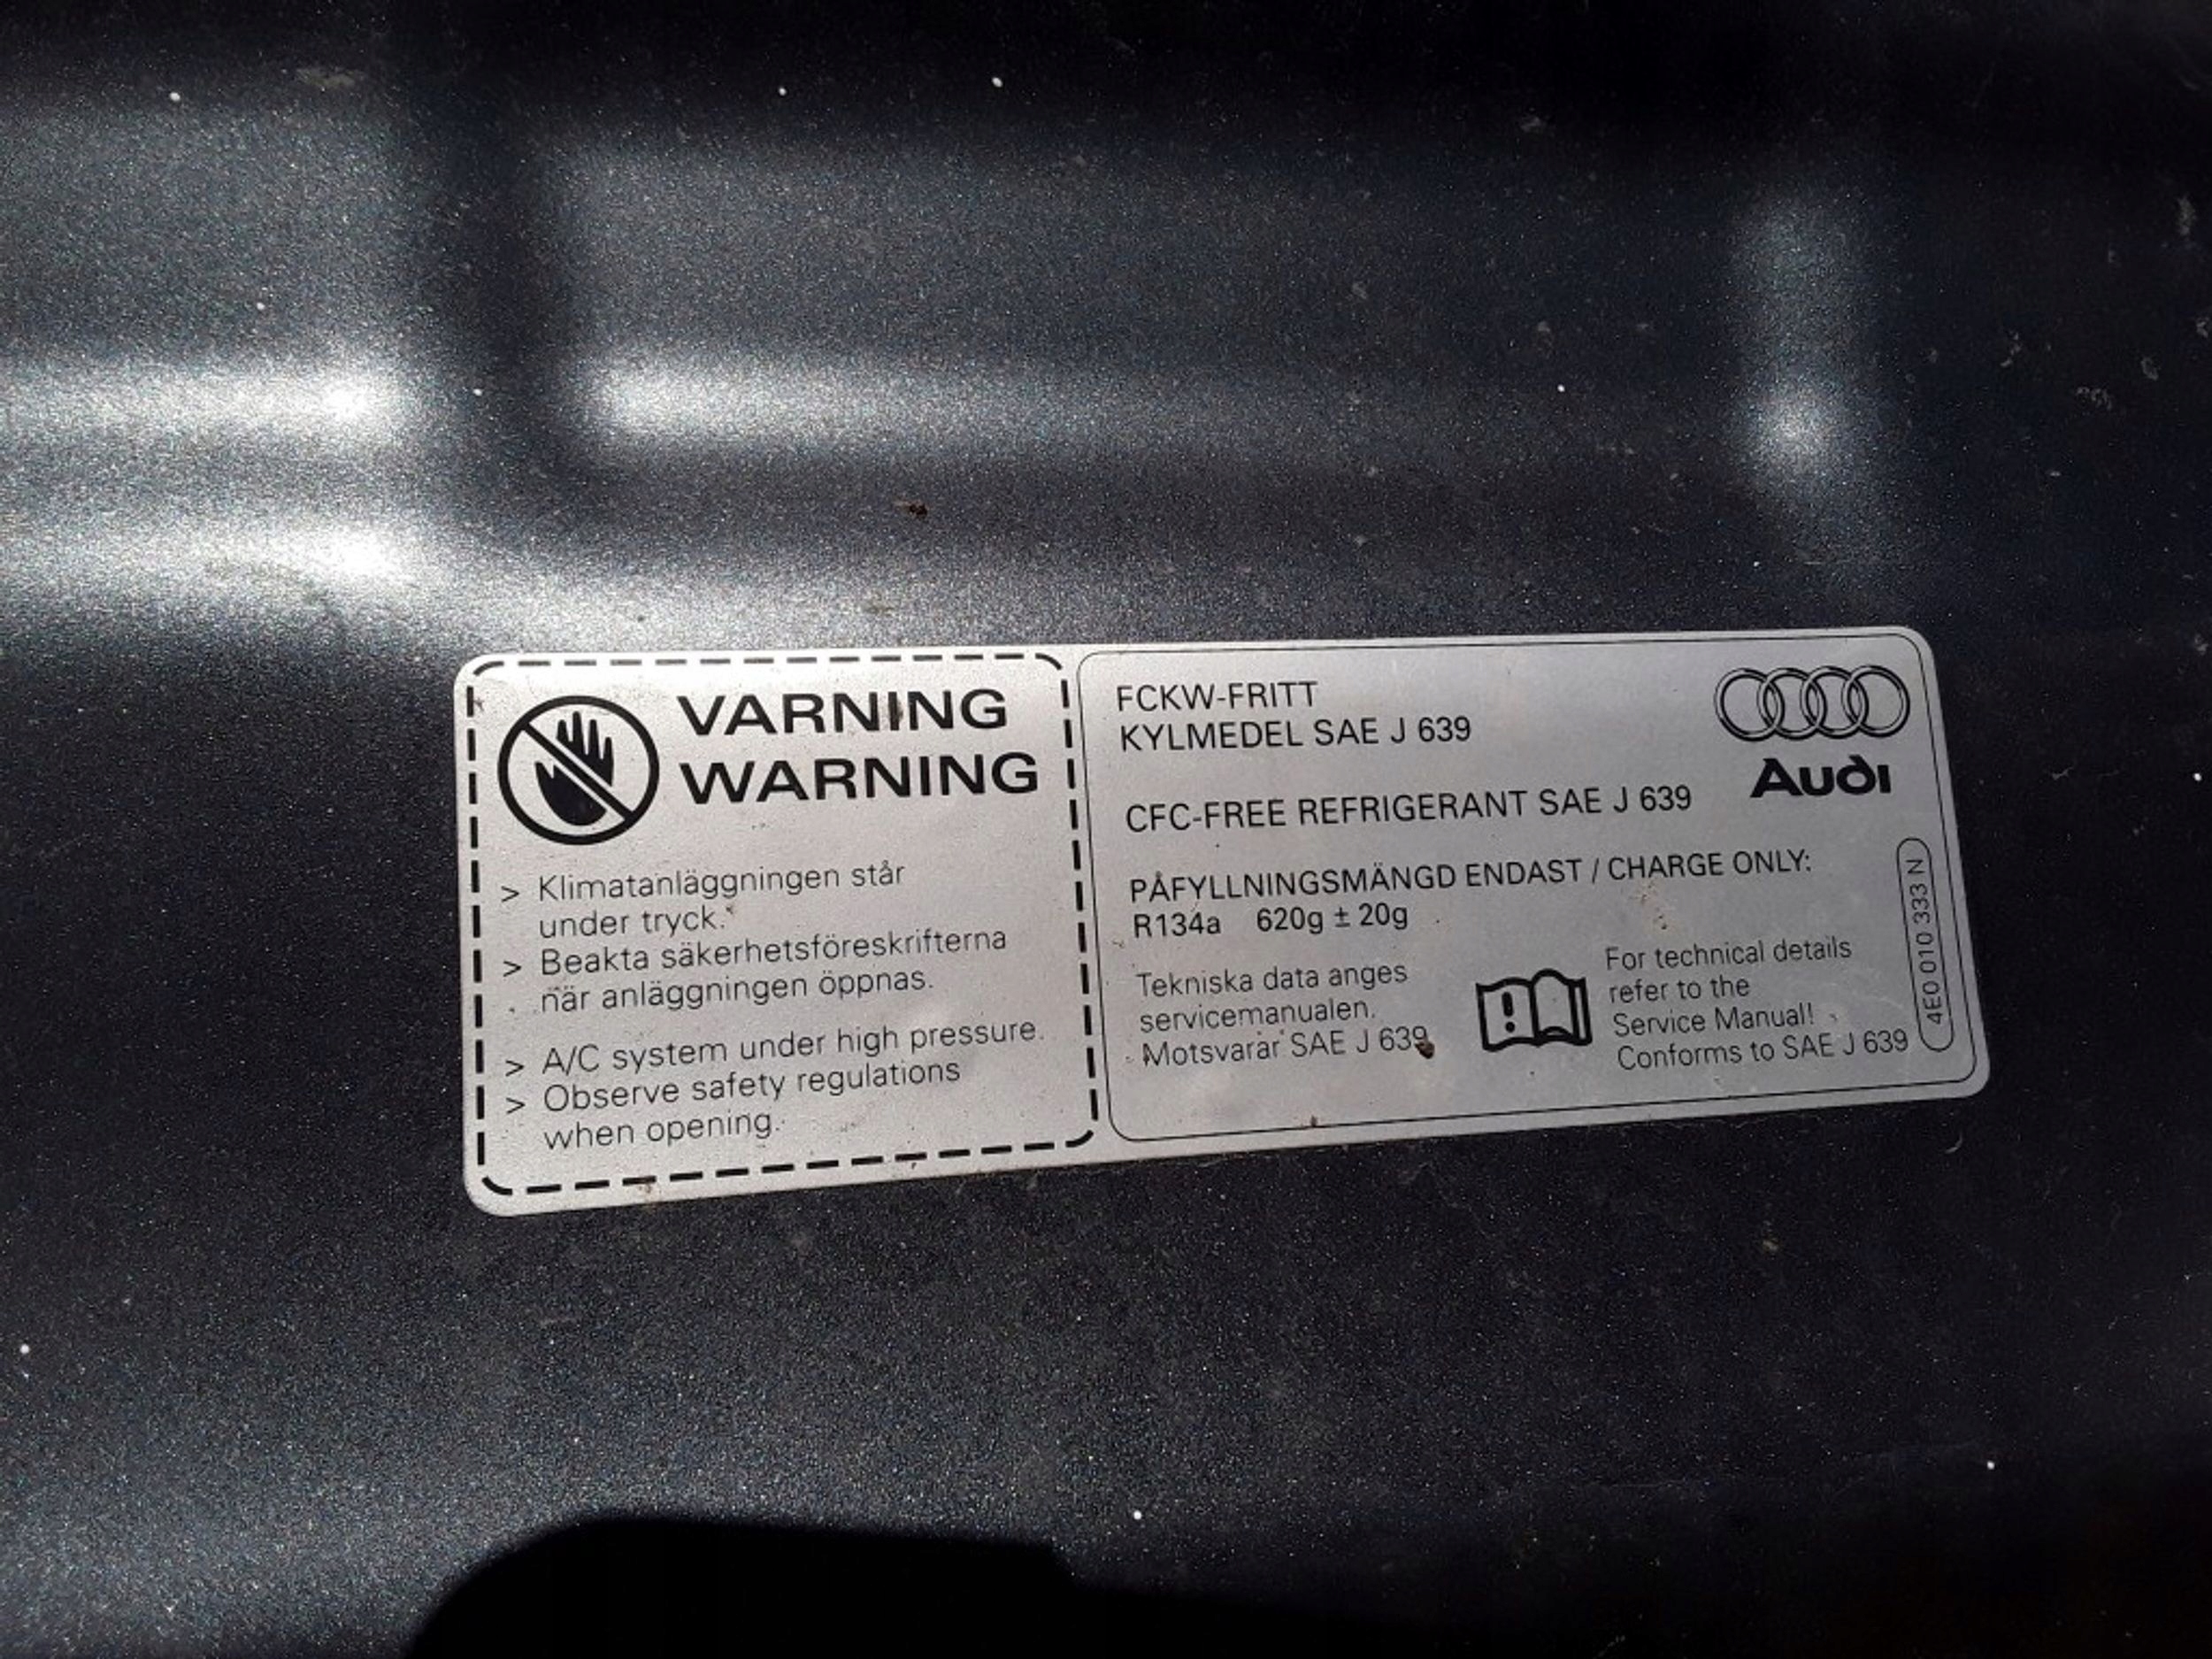 VARNING
WARNING
> Klimatanläggningen står
under tryck.
> Beakta säkerhetsföreskrifterna
när anläggningen öppnas.
> A/C system under high pressure.
> Observe safety regulations
when opening.
FCKW-FRITT
KYLMEDEL SAE J 639
CFC-FREE REFRIGERANT SAE J 639
Audi
PÅFYLLNINGSMÄNGD ENDAST / CHARGE ONLY:
R134a 620g ± 20g
Tekniska data anges
servicemanualen.
Motsvarar SAE J 639
For technical details
refer to the
Service Manual!
Conforms to SAE J 639
4E0 010 333 N